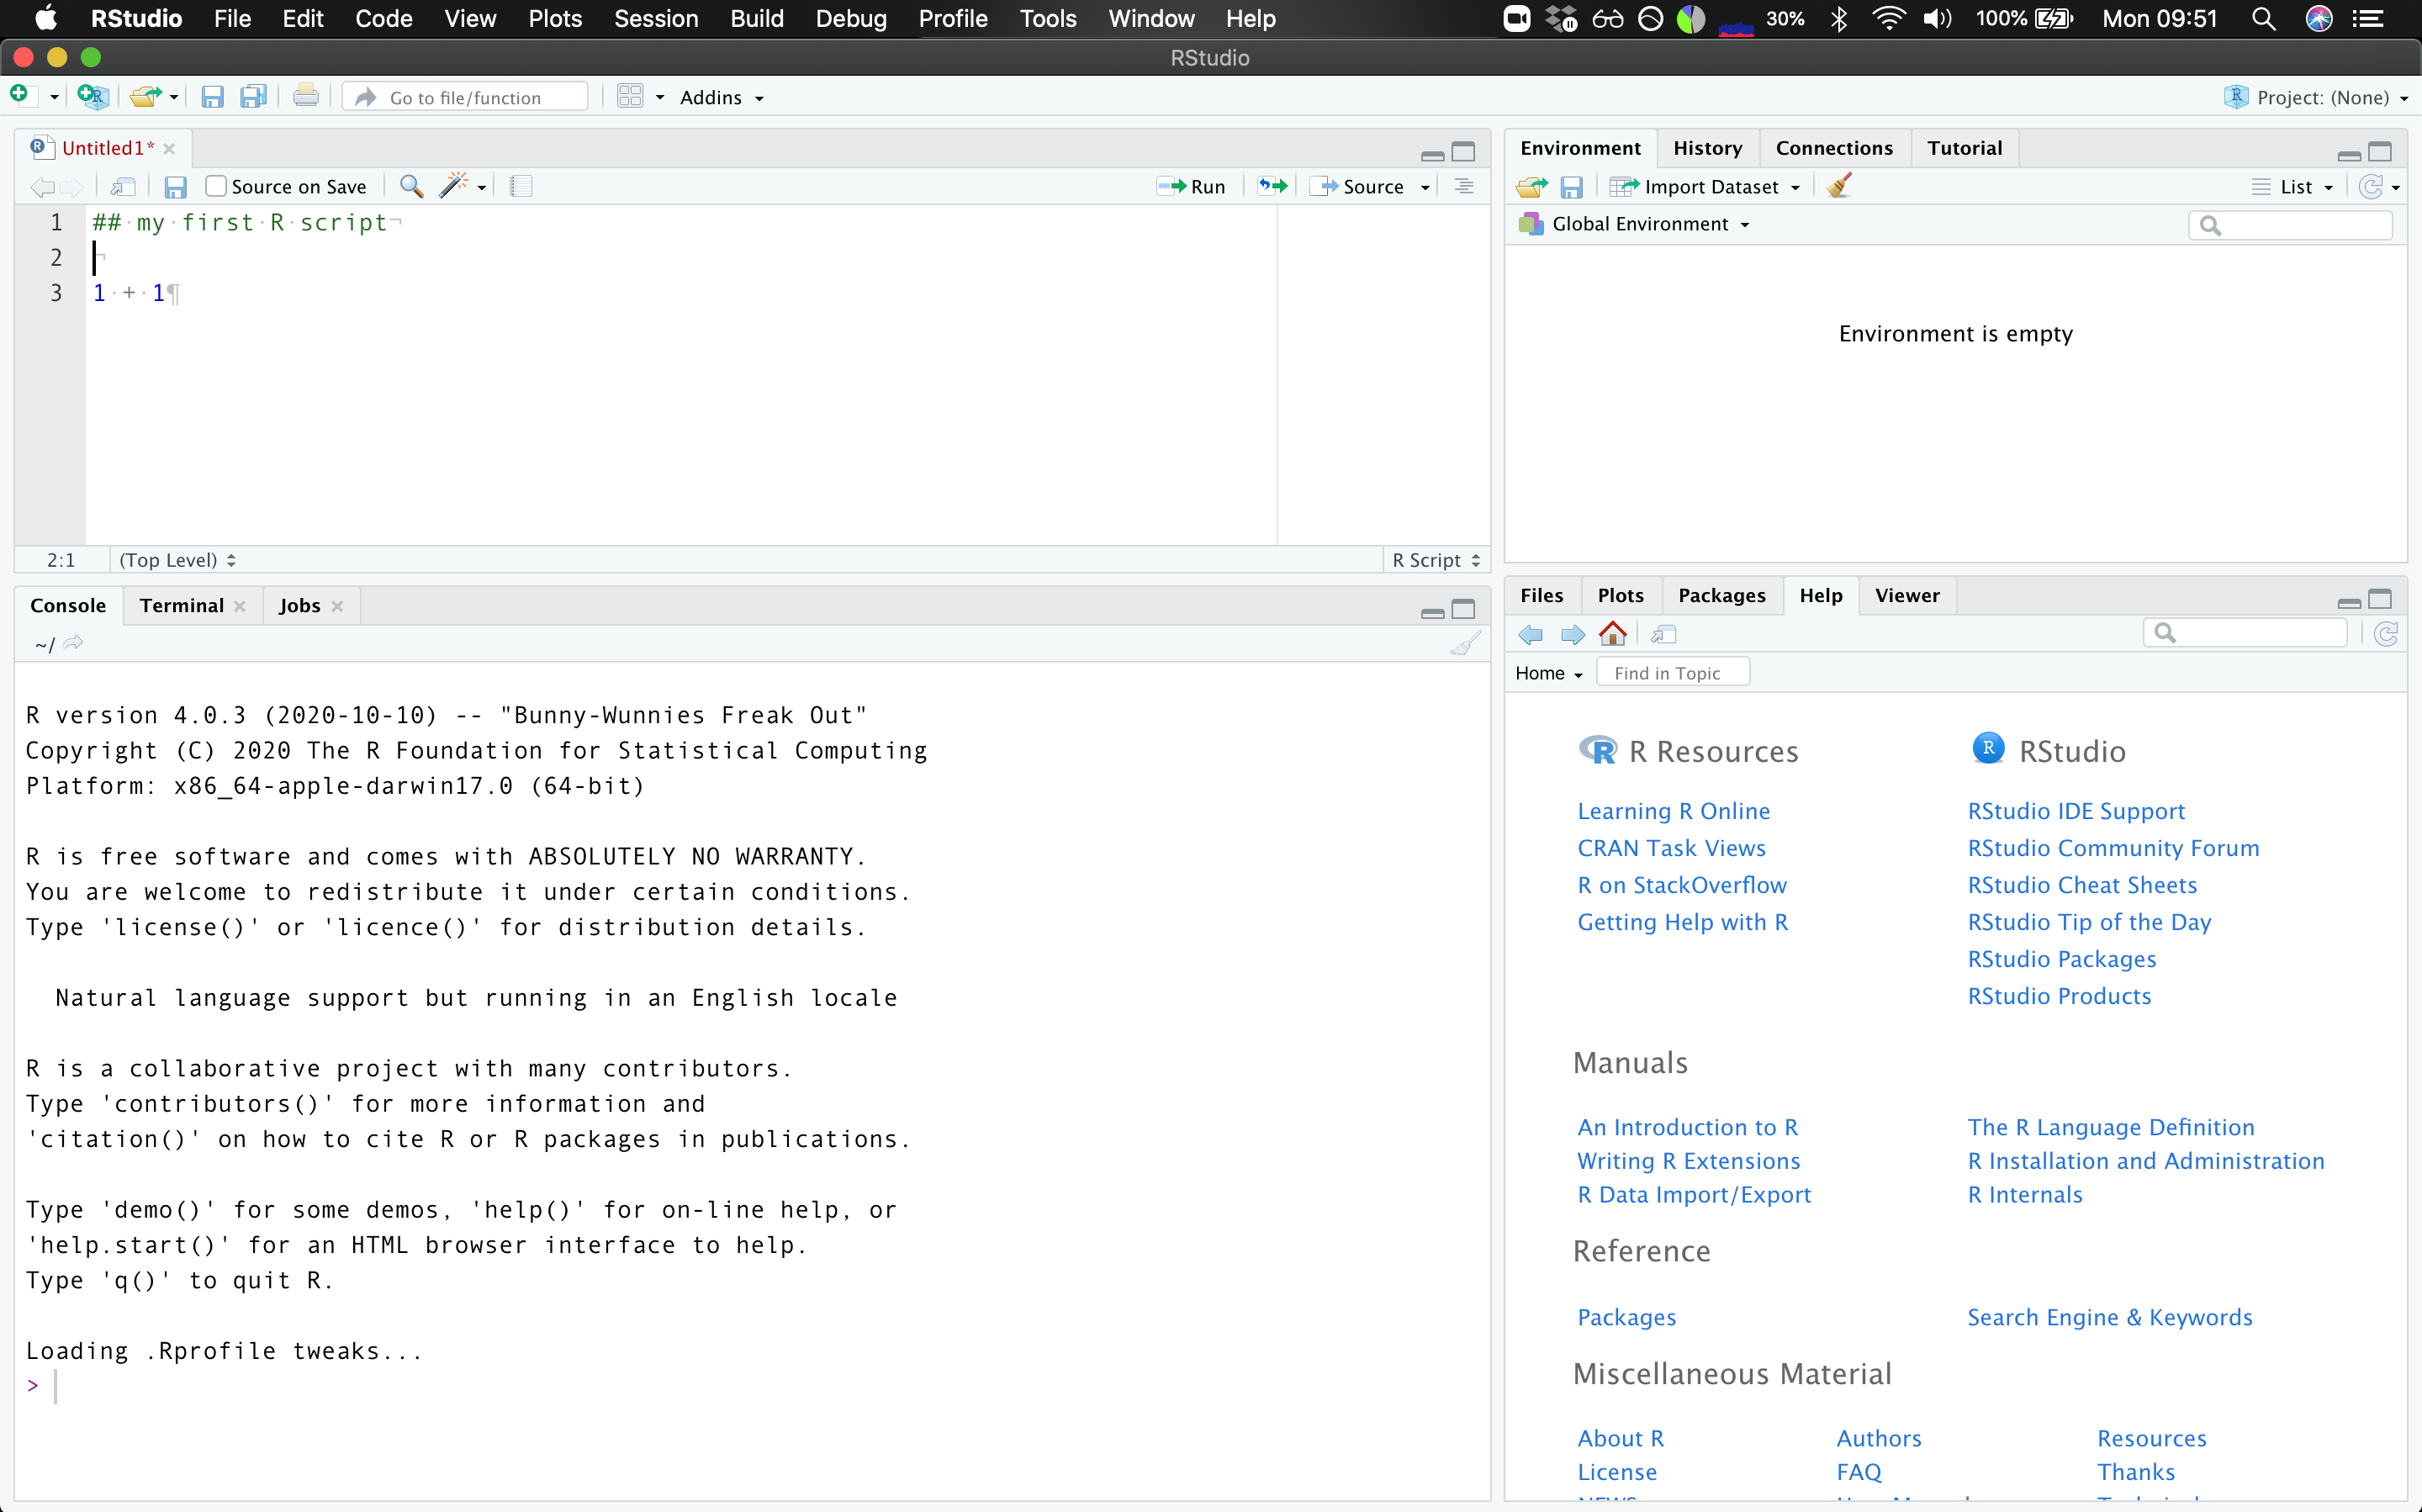 RStudio File Edit Code View Plots Session Build Debug Profile Tools Window Help 30% 100% Mon 09:51
RStudio
Go to file/function Addins Project: (None)
Untitled1*
Source on Save Run Source
1 ## my first R script
2
3 1 + 1
2:1 (Top Level) R Script
Environment History Connections Tutorial
Import Dataset List
Global Environment
Environment is empty
Console Terminal Jobs
~/
R version 4.0.3 (2020-10-10) -- "Bunny-Wunnies Freak Out"
Copyright (C) 2020 The R Foundation for Statistical Computing
Platform: x86_64-apple-darwin17.0 (64-bit)
R is free software and comes with ABSOLUTELY NO WARRANTY.
You are welcome to redistribute it under certain conditions.
Type 'license()' or 'licence()' for distribution details.
Natural language support but running in an English locale
R is a collaborative project with many contributors.
Type 'contributors()' for more information and
'citation()' on how to cite R or R packages in publications.
Type 'demo()' for some demos, 'help()' for on-line help, or
'help.start()' for an HTML browser interface to help.
Type 'q()' to quit R.
Loading .Rprofile tweaks...
>
Files Plots Packages Help Viewer
Home Find in Topic
R Resources
Learning R Online
CRAN Task Views
R on StackOverflow
Getting Help with R
RStudio
RStudio IDE Support
RStudio Community Forum
RStudio Cheat Sheets
RStudio Tip of the Day
RStudio Packages
RStudio Products
Manuals
An Introduction to R The R Language Definition
Writing R Extensions R Installation and Administration
R Data Import/Export R Internals
Reference
Packages Search Engine & Keywords
Miscellaneous Material
About R Authors Resources
License FAQ Thanks